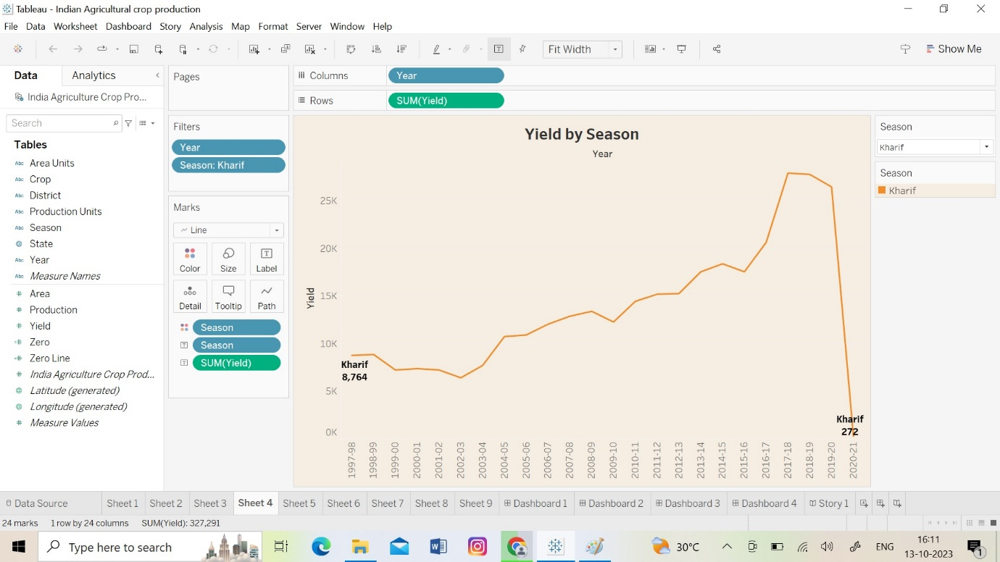 Tableau - Indian Agricultural crop production
File Data Worksheet Dashboard Story Analysis Map Format Server Window Help
Fit Width
Show Me
Data Analytics
India Agriculture Crop Pro...
Search
Tables
Abc Area Units
Abc Crop
Abc District
Abc Production Units
Abc Season
State
Abc Year
Abc Measure Names
# Area
# Production
# Yield
=# Zero
=# Zero Line
# India Agriculture Crop Prod...
Latitude (generated)
Longitude (generated)
# Measure Values
Pages
Filters
Year
Season: Kharif
Marks
Line
Color Size Label
Detail Tooltip Path
Season
Season
SUM(Yield)
Columns Year
Rows SUM(Yield)
Yield by Season
Year
Yield
25K
20K
15K
10K
5K
0K
Kharif
8,764
Kharif
272
1997-98
1998-99
1999-00
2000-01
2001-02
2002-03
2003-04
2004-05
2005-06
2006-07
2007-08
2008-09
2009-10
2010-11
2011-12
2012-13
2013-14
2014-15
2015-16
2016-17
2017-18
2018-19
2019-20
2020-21
Season
Kharif
Season
Kharif
Data Source Sheet 1 Sheet 2 Sheet 3 Sheet 4 Sheet 5 Sheet 6 Sheet 7 Sheet 8 Sheet 9 Dashboard 1 Dashboard 2 Dashboard 3 Dashboard 4 Story 1
24 marks 1 row by 24 columns SUM(Yield): 327,291
Type here to search
30°C
ENG
16:11
13-10-2023
1